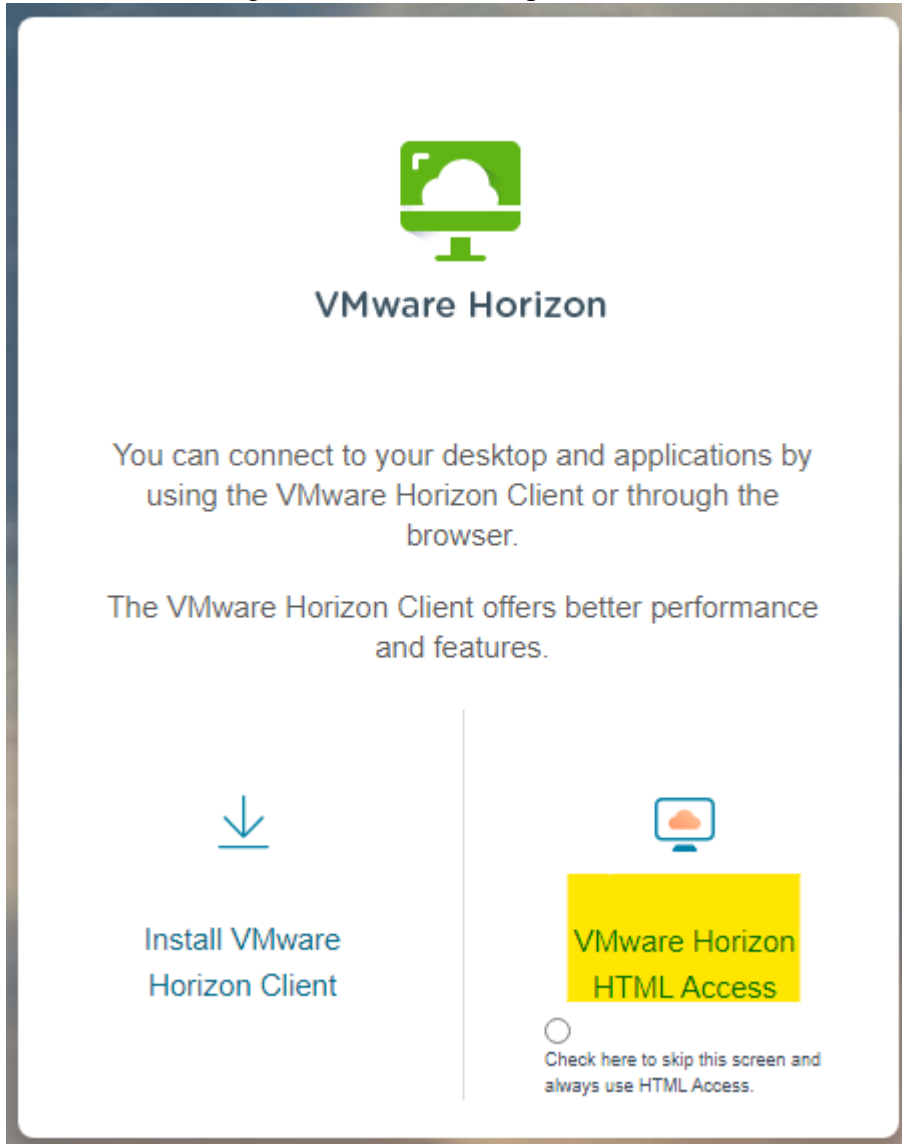 VMware Horizon
You can connect to your desktop and applications by
using the VMware Horizon Client or through the
browser.
The VMware Horizon Client offers better performance
and features.
Install VMware
Horizon Client
VMware Horizon
HTML Access
Check here to skip this screen and
always use HTML Access.